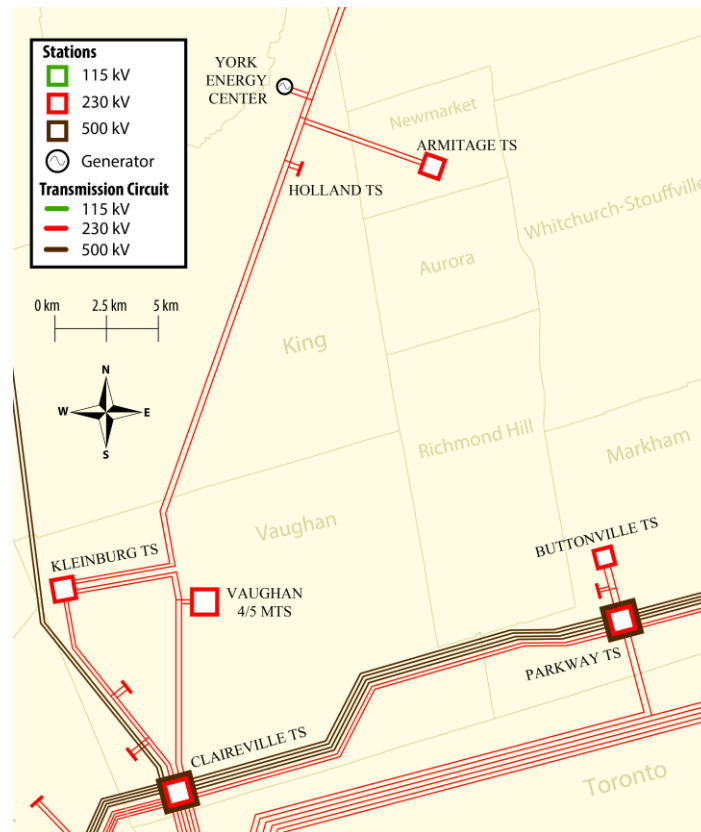 Stations
115 kV
230 kV
500 kV
Generator
Transmission Circuit
115 kV
230 kV
500 kV
0 km 2.5 km 5 km
N
W E
S
YORK
ENERGY
CENTER
Newmarket
ARMITAGE TS
HOLLAND TS
Whitchurch-Stouffville
Aurora
King
Richmond Hill
Markham
Vaughan
BUTTONVILLE TS
KLEINBURG TS
VAUGHAN
4/5 MTS
PARKWAY TS
CLAIREVILLE TS
Toronto